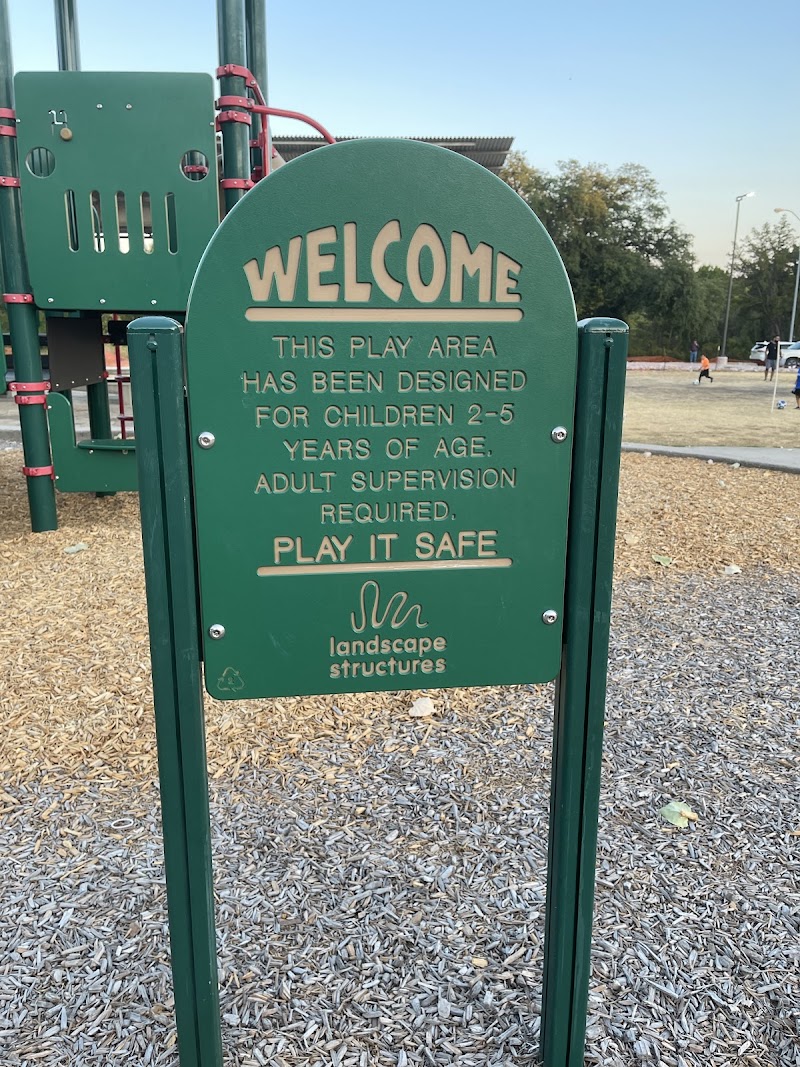 WELCOME
THIS PLAY AREA
HAS BEEN DESIGNED
FOR CHILDREN 2-5
YEARS OF AGE.
ADULT SUPERVISION
REQUIRED.
PLAY IT SAFE
landscape
structures